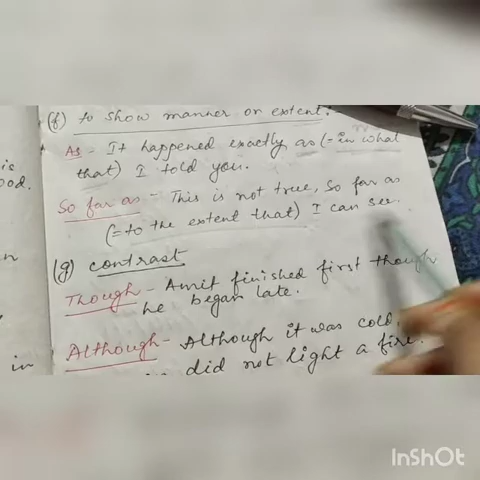 (f) to show manner or extent.
As - It happened exactly as (= in what
that) I told you.
So far as - This is not true, so far as
(= to the extent that) I can see.
(g) contrast
Though - Amit finished first though
he began late.
Although - Although it was cold,
did not light a fire.
ood.
in
InShOt